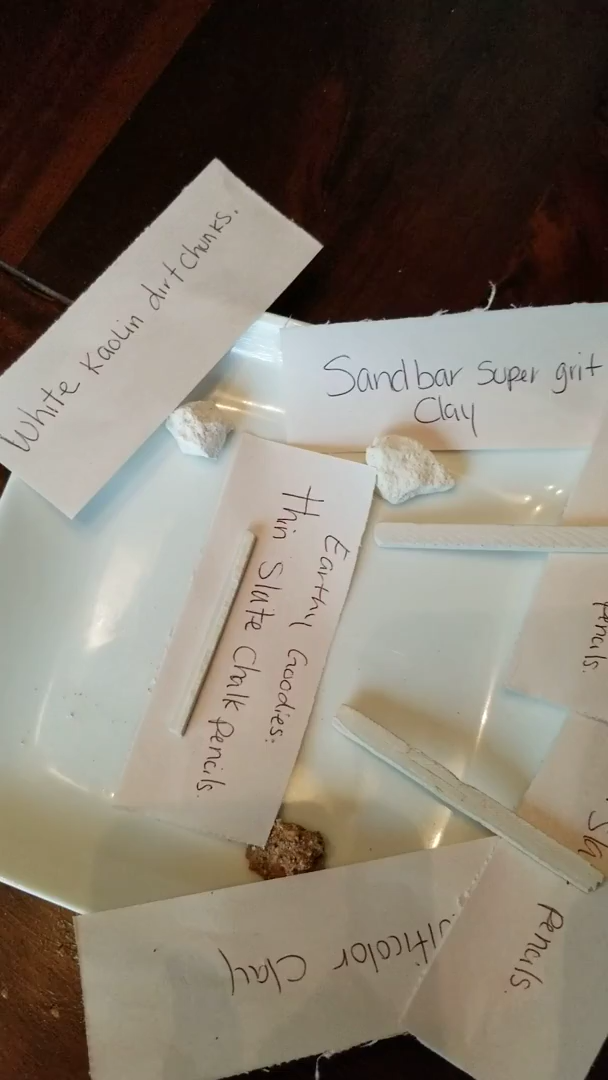 White Kaolin dirt chunks.
Sandbar Super grit
Clay
Earthy Goodies:
thin Slate Chalk pencils.
pencils.
pencils.
Clay